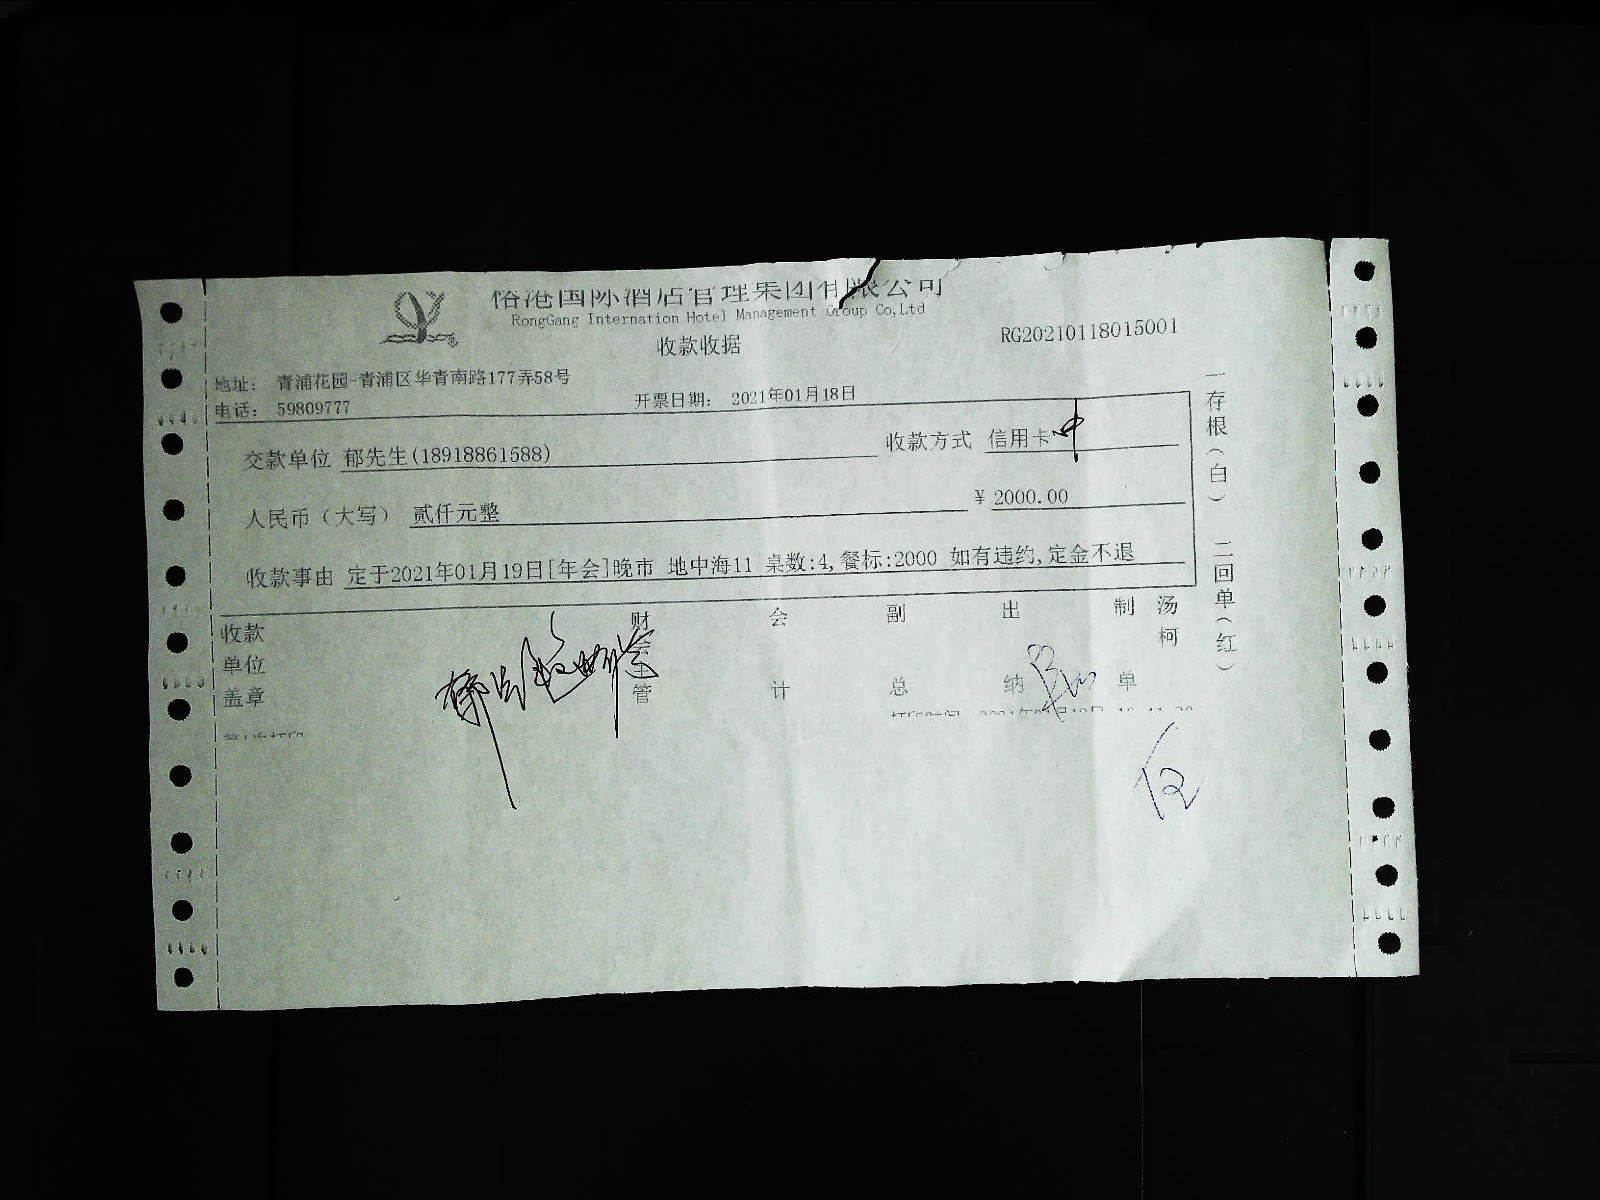 国际酒店管理集团有限公司
RongGang Internation Hotel Management Group Co,Ltd
收款收据
RG20210118015001
地址: 青浦花园-青浦区华青南路177弄58号
电话: 59809777
开票日期: 2021年01月18日
交款单位 郁先生(18918861588)
收款方式 信用卡 中
人民币（大写） 贰仟元整
¥ 2000.00
收款事由 定于2021年01月19日[年会]晚市 地中海11 桌数:4,餐标:2000 如有违约,定金不退
一存根（白） 二回单（红）
收款单位盖章
财会主管
会计
副总
出纳
制单
汤柯